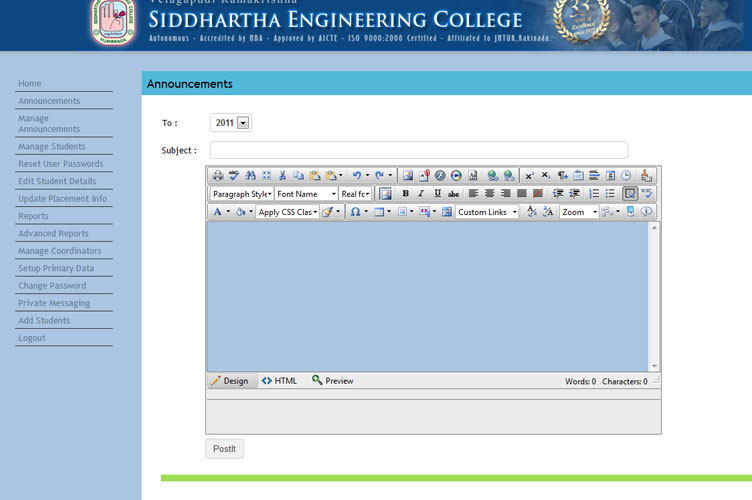 Velagapudi Ramakrishna
SIDDHARTHA ENGINEERING COLLEGE
Autonomous - Accredited by NBA - Approved by AICTE - ISO 9000:2008 Certified - Affiliated to JNTUK,Kakinada.
33
Excellence
Home
Announcements
Manage
Announcements
Manage Students
Reset User Passwords
Edit Student Details
Update Placement Info
Reports
Advanced Reports
Manage Coordinators
Setup Primary Data
Change Password
Private Messaging
Add Students
Logout
Announcements
To :
2011
Subject :
Paragraph Style
Font Name
Real fc
B I U abc
Apply CSS Clas
Custom Links
Zoom
Design
HTML
Preview
Words: 0 Characters: 0
PostIt